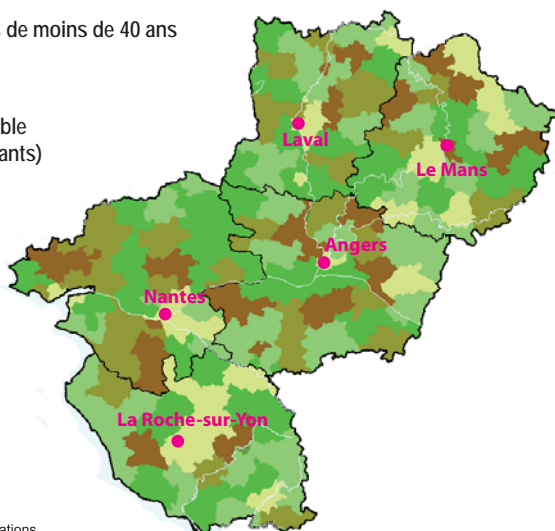 de moins de 40 ans
ble
ants)
Laval
Le Mans
Angers
Nantes
La Roche-sur-Yon
ations